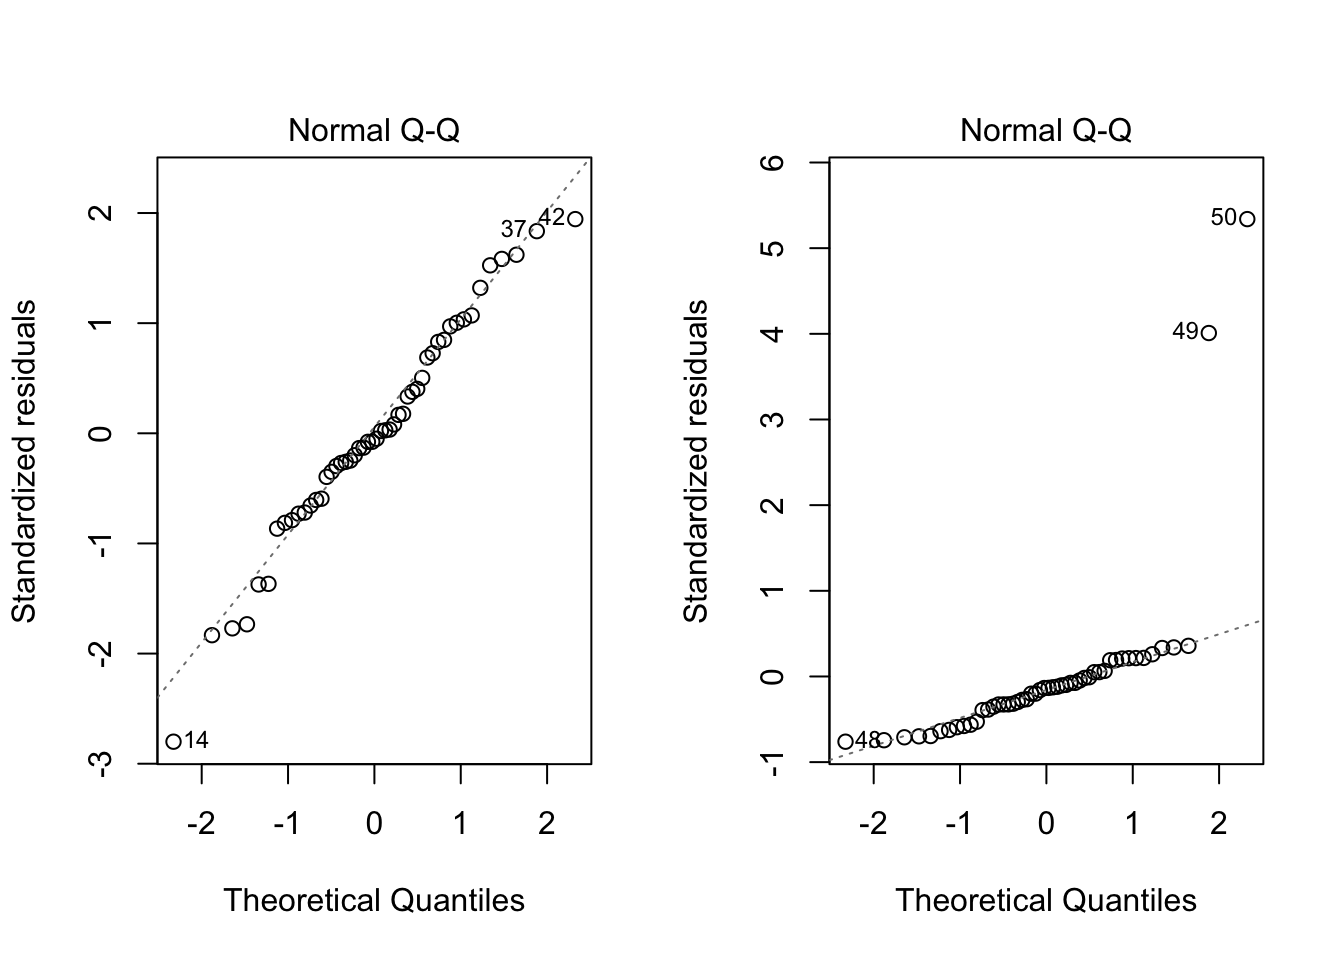 Normal Q-Q
Standardized residuals
2
1
0
-1
-2
-3
37
42
14
-2 -1 0 1 2
Theoretical Quantiles
Normal Q-Q
Standardized residuals
6
5
4
3
2
1
0
-1
50
49
48
-2 -1 0 1 2
Theoretical Quantiles